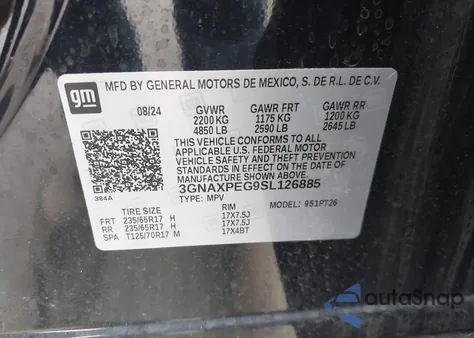 gm
MFD BY GENERAL MOTORS DE MEXICO, S. DE R.L. DE C.V.
08/24 GVWR GAWR FRT GAWR RR
2200 KG 1175 KG 1200 KG
4850 LB 2590 LB 2645 LB
THIS VEHICLE CONFORMS TO ALL
APPLICABLE U.S. FEDERAL MOTOR
VEHICLE SAFETY AND THEFT PREVENTION
STANDARDS IN EFFECT ON THE DATE OF
MANUFACTURE SHOWN ABOVE.
3GNAXPEG9SL126885
384A
TYPE: MPV MODEL: 951PT26
TIRE SIZE RIM
FRT 235/65R17 H 17X7.5J
RR 235/65R17 H 17X7.5J
SPA T125/70R17 M 17X4BT
autoSnap